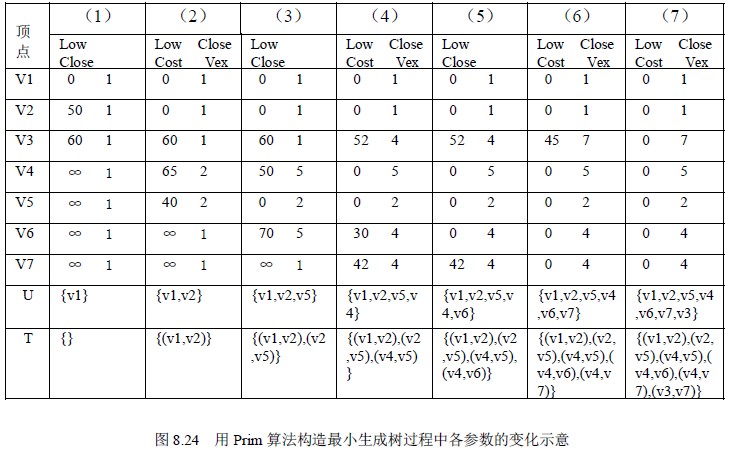 顶点 （1） （2） （3） （4） （5） （6） （7）
Low Close Low Cost Close Vex Low Close Low Cost Close Vex Low Close Low Cost Close Vex Low Cost Close Vex
V1 0 1 0 1 0 1 0 1 0 1 0 1 0 1
V2 50 1 0 1 0 1 0 1 0 1 0 1 0 1
V3 60 1 60 1 60 1 52 4 52 4 45 7 0 7
V4 ∞ 1 65 2 50 5 0 5 0 5 0 5 0 5
V5 ∞ 1 40 2 0 2 0 2 0 2 0 2 0 2
V6 ∞ 1 ∞ 1 70 5 30 4 0 4 0 4 0 4
V7 ∞ 1 ∞ 1 ∞ 1 42 4 42 4 0 4 0 4
U {v1} {v1,v2} {v1,v2,v5} {v1,v2,v5,v4} {v1,v2,v5,v4,v6} {v1,v2,v5,v4,v6,v7} {v1,v2,v5,v4,v6,v7,v3}
T {} {(v1,v2)} {(v1,v2),(v2,v5)} {(v1,v2),(v2,v5),(v4,v5)} {(v1,v2),(v2,v5),(v4,v5),(v4,v6)} {(v1,v2),(v2,v5),(v4,v5),(v4,v6),(v4,v7)} {(v1,v2),(v2,v5),(v4,v5),(v4,v6),(v4,v7),(v3,v7)}
图 8.24 用 Prim 算法构造最小生成树过程中各参数的变化示意